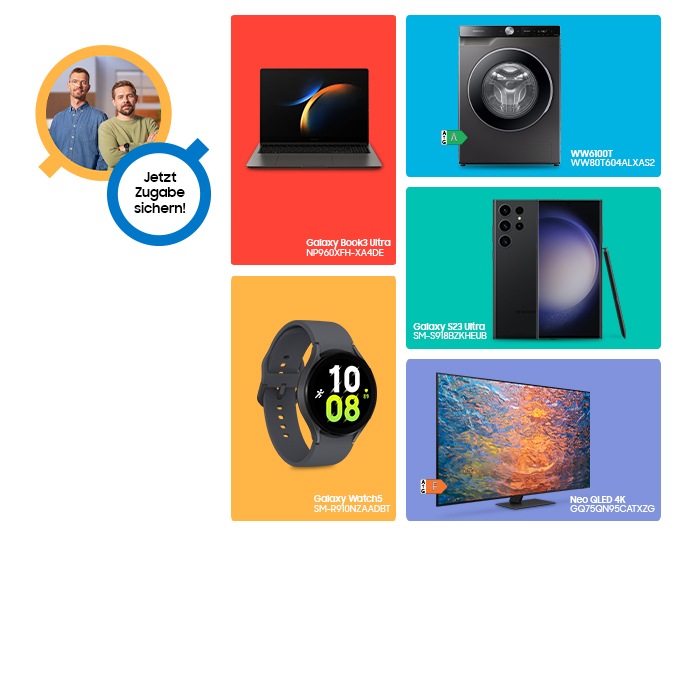 Jetzt
Zugabe
sichern!
Galaxy Book3 Ultra
NP960XFH-XA4DE
A
WW6100T
WW80T604ALXAS2
Galaxy S23 Ultra
SM-S918BZKHEUB
10
08
Galaxy Watch5
SM-R910NZAADBT
F
Neo QLED 4K
GQ75QN95CATXZG